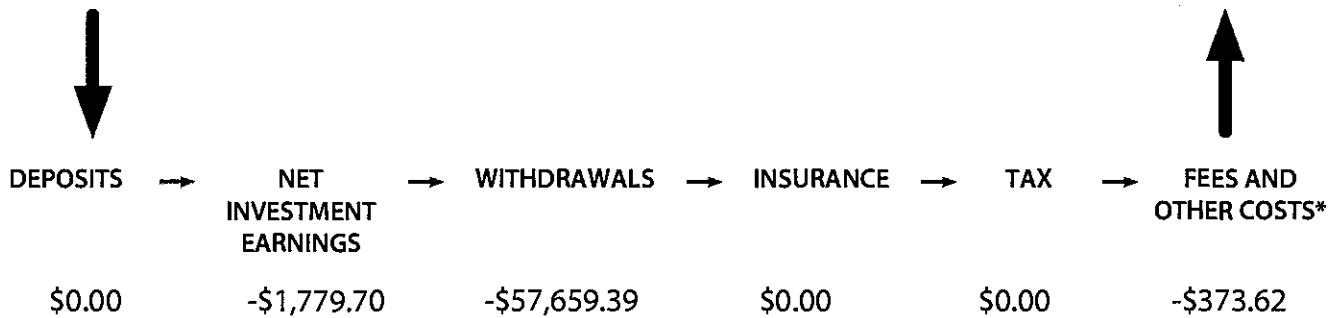 DEPOSITS → NET INVESTMENT EARNINGS → WITHDRAWALS → INSURANCE → TAX → FEES AND OTHER COSTS*
$0.00 -$1,779.70 -$57,659.39 $0.00 $0.00 -$373.62